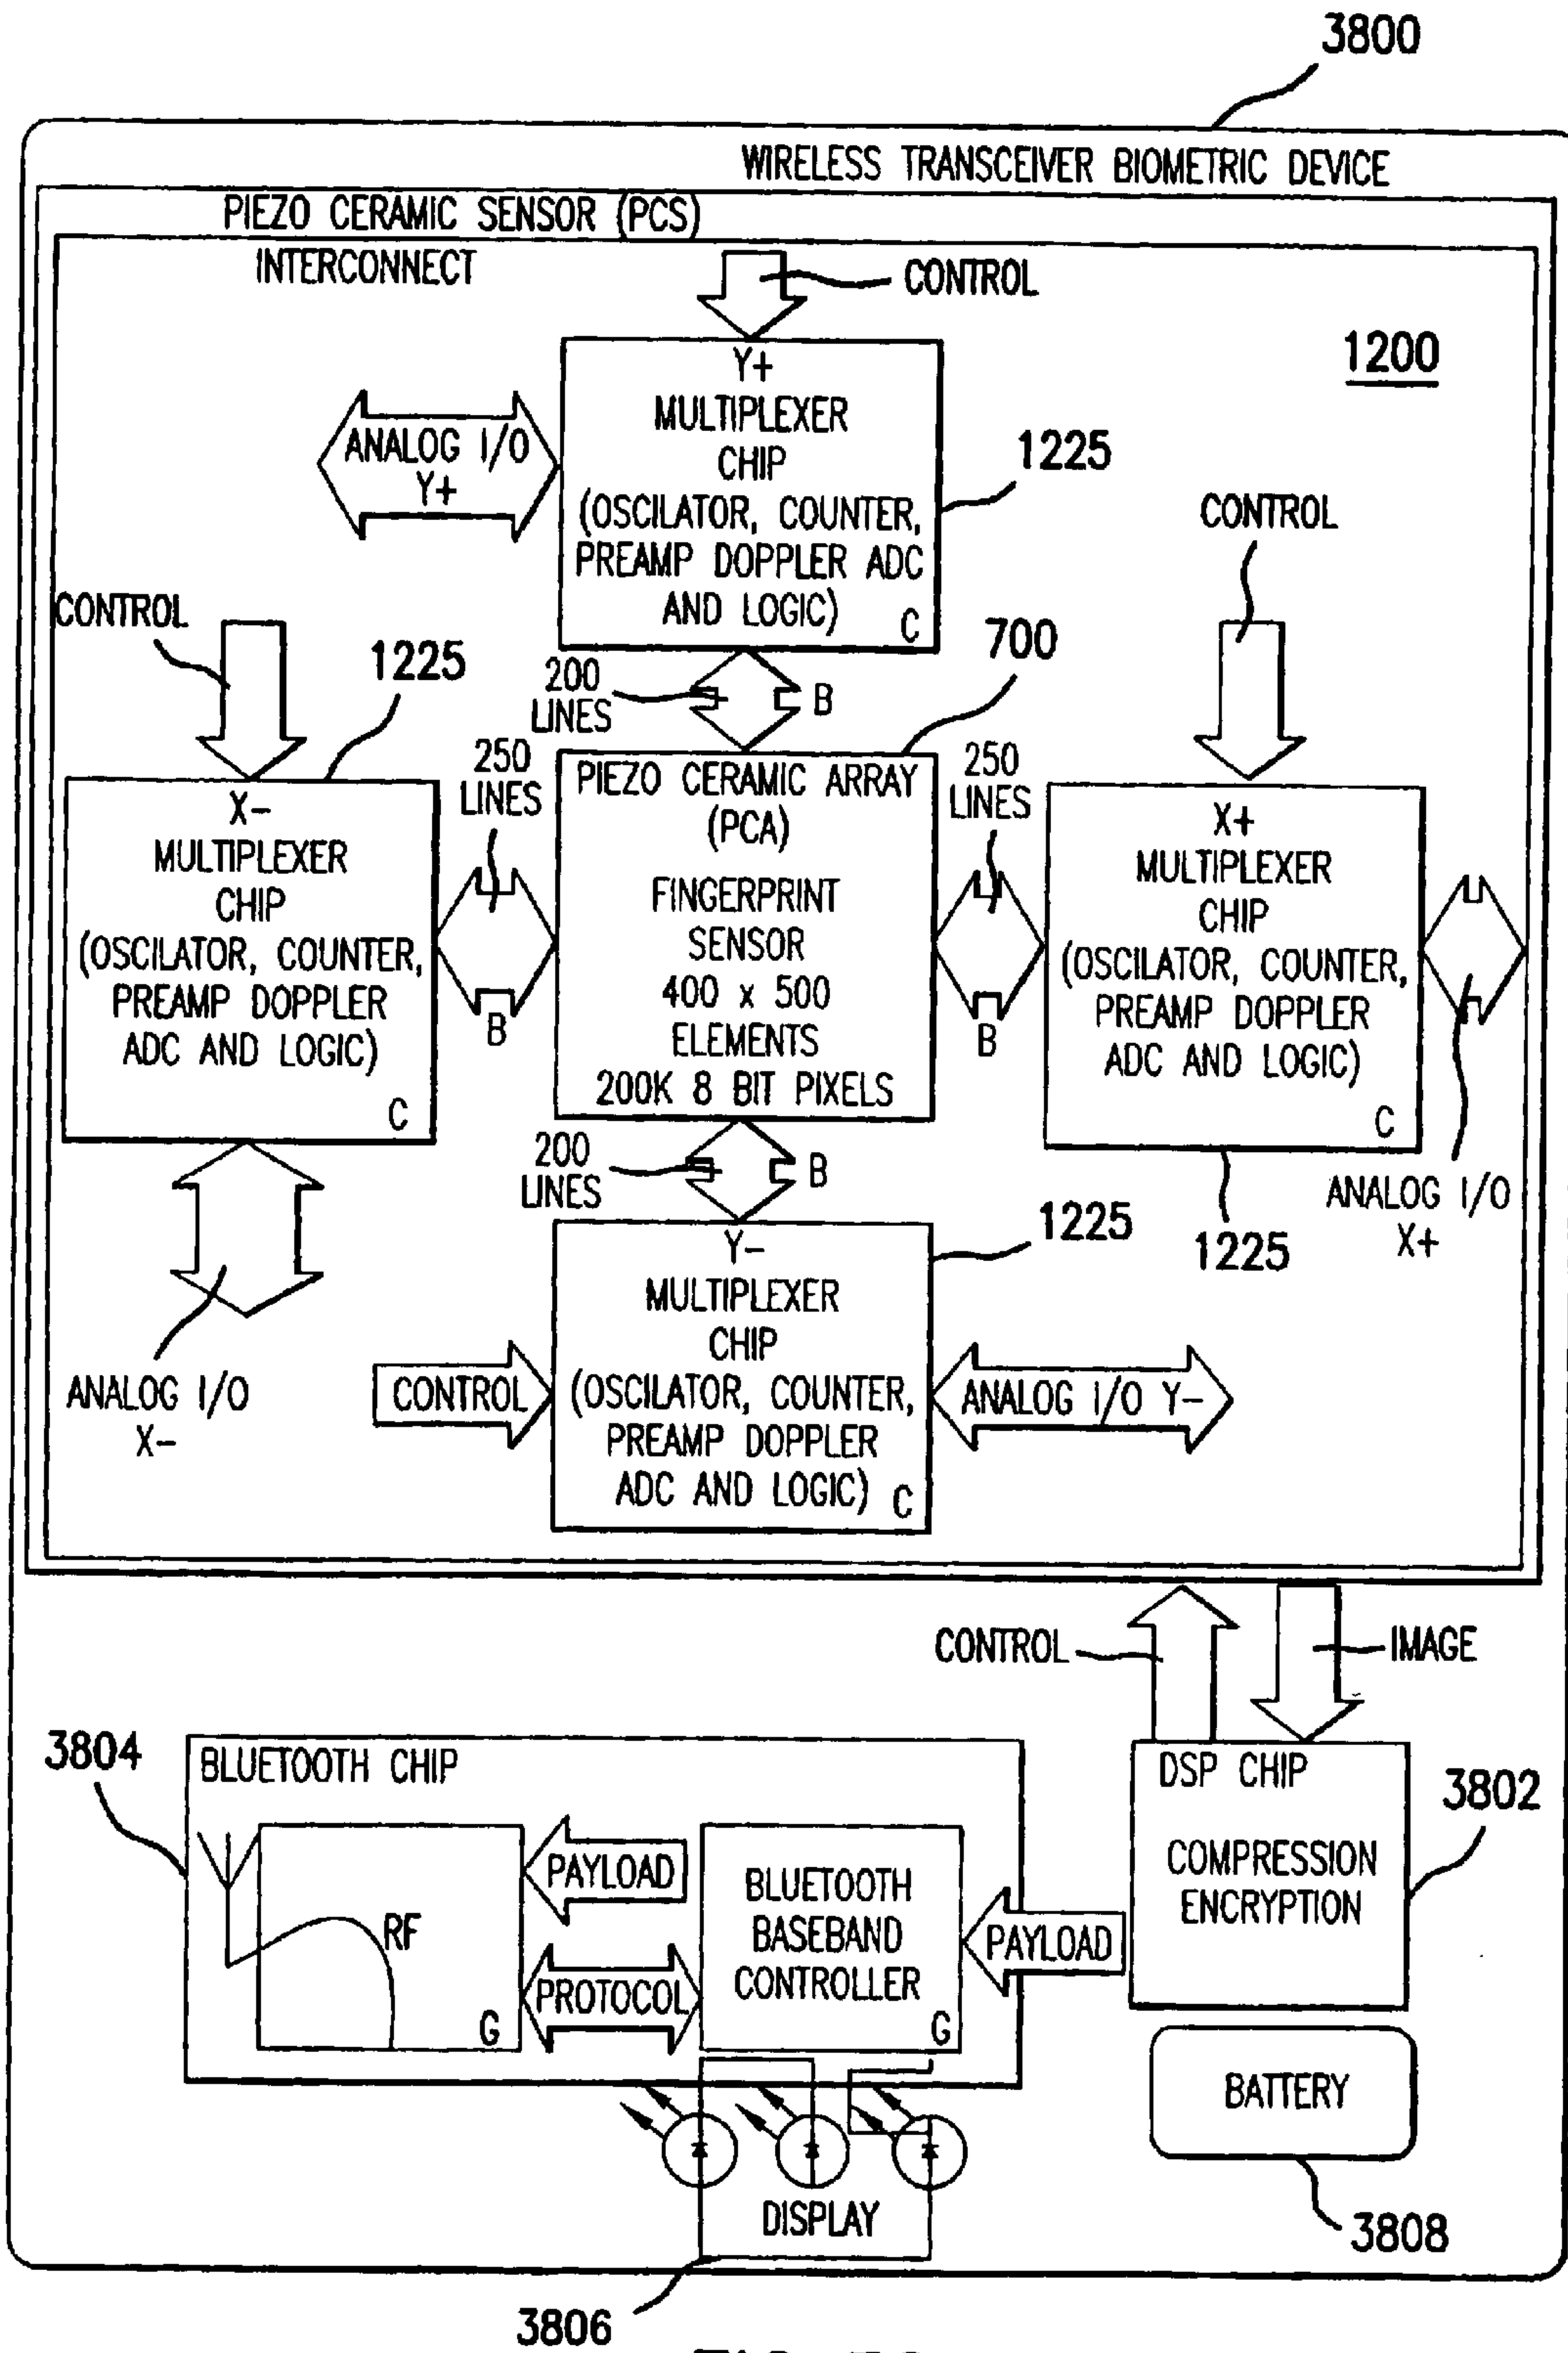 3800
WIRELESS TRANSCEIVER BIOMETRIC DEVICE
PIEZO CERAMIC SENSOR (PCS)
INTERCONNECT
CONTROL
1200
Y+
MULTIPLEXER
CHIP
(OSCILATOR, COUNTER,
PREAMP DOPPLER ADC
AND LOGIC)
C
ANALOG I/O
Y+
1225
CONTROL
CONTROL
1225
200
LINES
B
700
250
LINES
B
PIEZO CERAMIC ARRAY
(PCA)
FINGERPRINT
SENSOR
400 x 500
ELEMENTS
200K 8 BIT PIXELS
250
LINES
B
X-
MULTIPLEXER
CHIP
(OSCILATOR, COUNTER,
PREAMP DOPPLER
ADC AND LOGIC)
C
X+
MULTIPLEXER
CHIP
(OSCILATOR, COUNTER,
PREAMP DOPPLER
ADC AND LOGIC)
C
200
LINES
B
1225
1225
ANALOG I/O
X+
Y-
MULTIPLEXER
CHIP
(OSCILATOR, COUNTER,
PREAMP DOPPLER
ADC AND LOGIC)
C
ANALOG I/O
X-
CONTROL
ANALOG I/O Y-
CONTROL
IMAGE
3804
BLUETOOTH CHIP
RF
G
PAYLOAD
PROTOCOL
BLUETOOTH
BASEBAND
CONTROLLER
G
PAYLOAD
DSP CHIP
COMPRESSION
ENCRYPTION
3802
BATTERY
3808
DISPLAY
3806